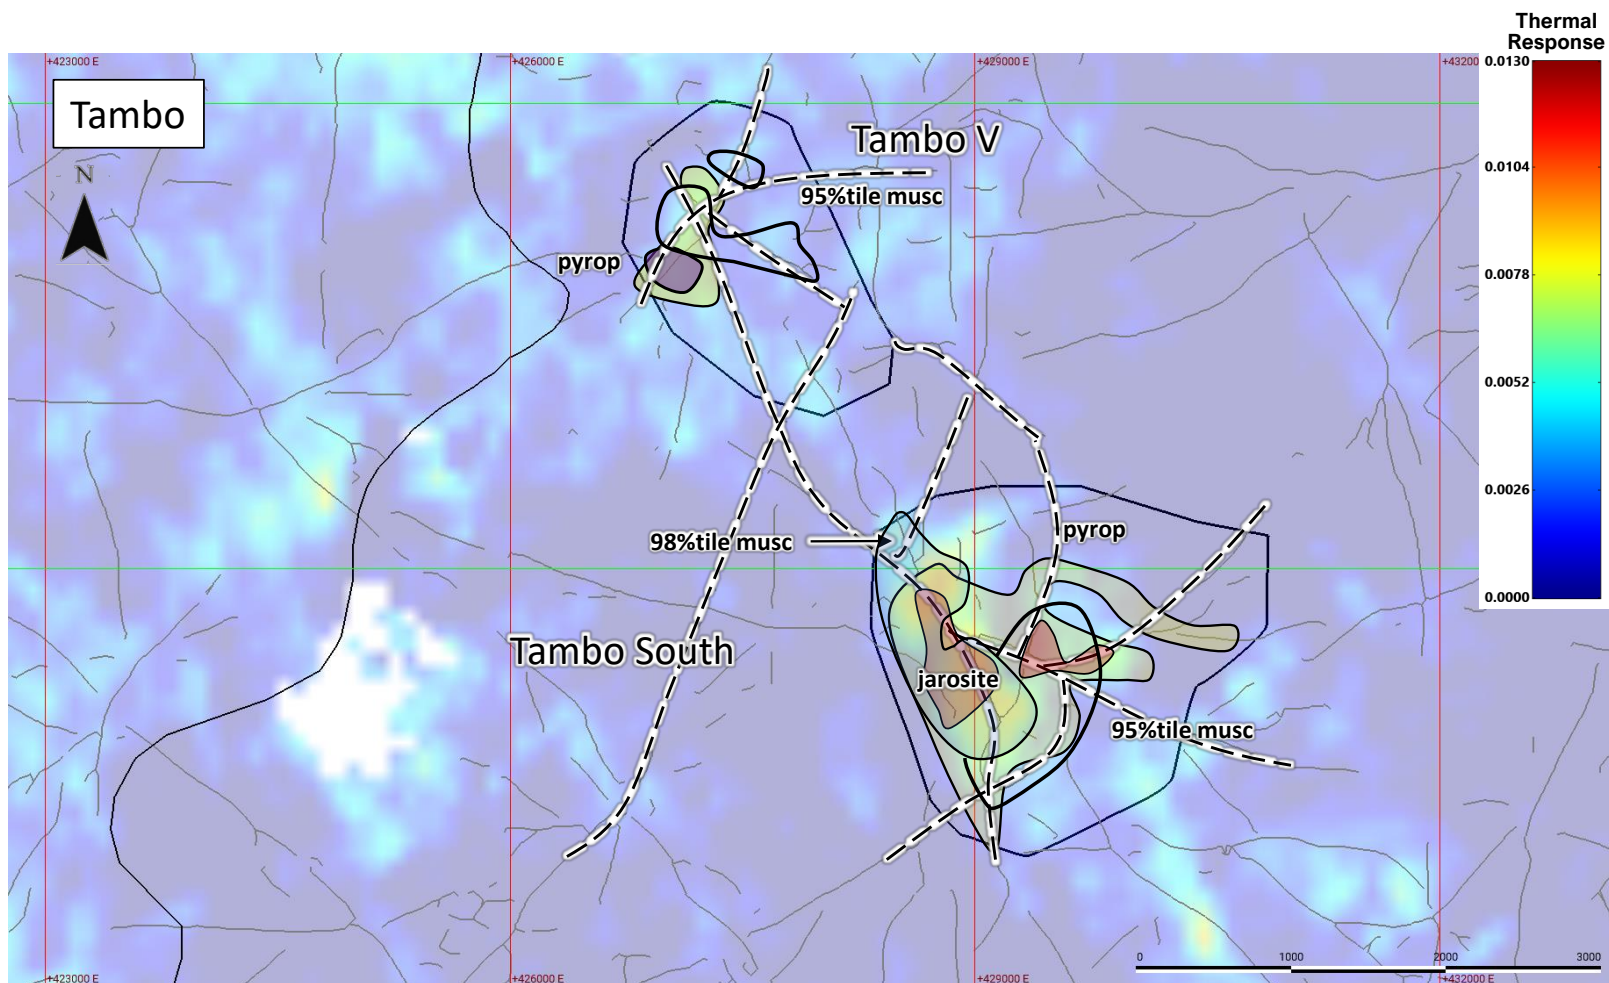 Thermal
Response
0.0130
0.0104
0.0078
0.0052
0.0026
0.0000
+423000 E
+426000 E
+429000 E
+432000
Tambo
N
Tambo V
95%tile musc
pyrop
98%tile musc
pyrop
Tambo South
jarosite
95%tile musc
0
1000
2000
3000
+423000 E
+426000 E
+429000 E
+432000 E